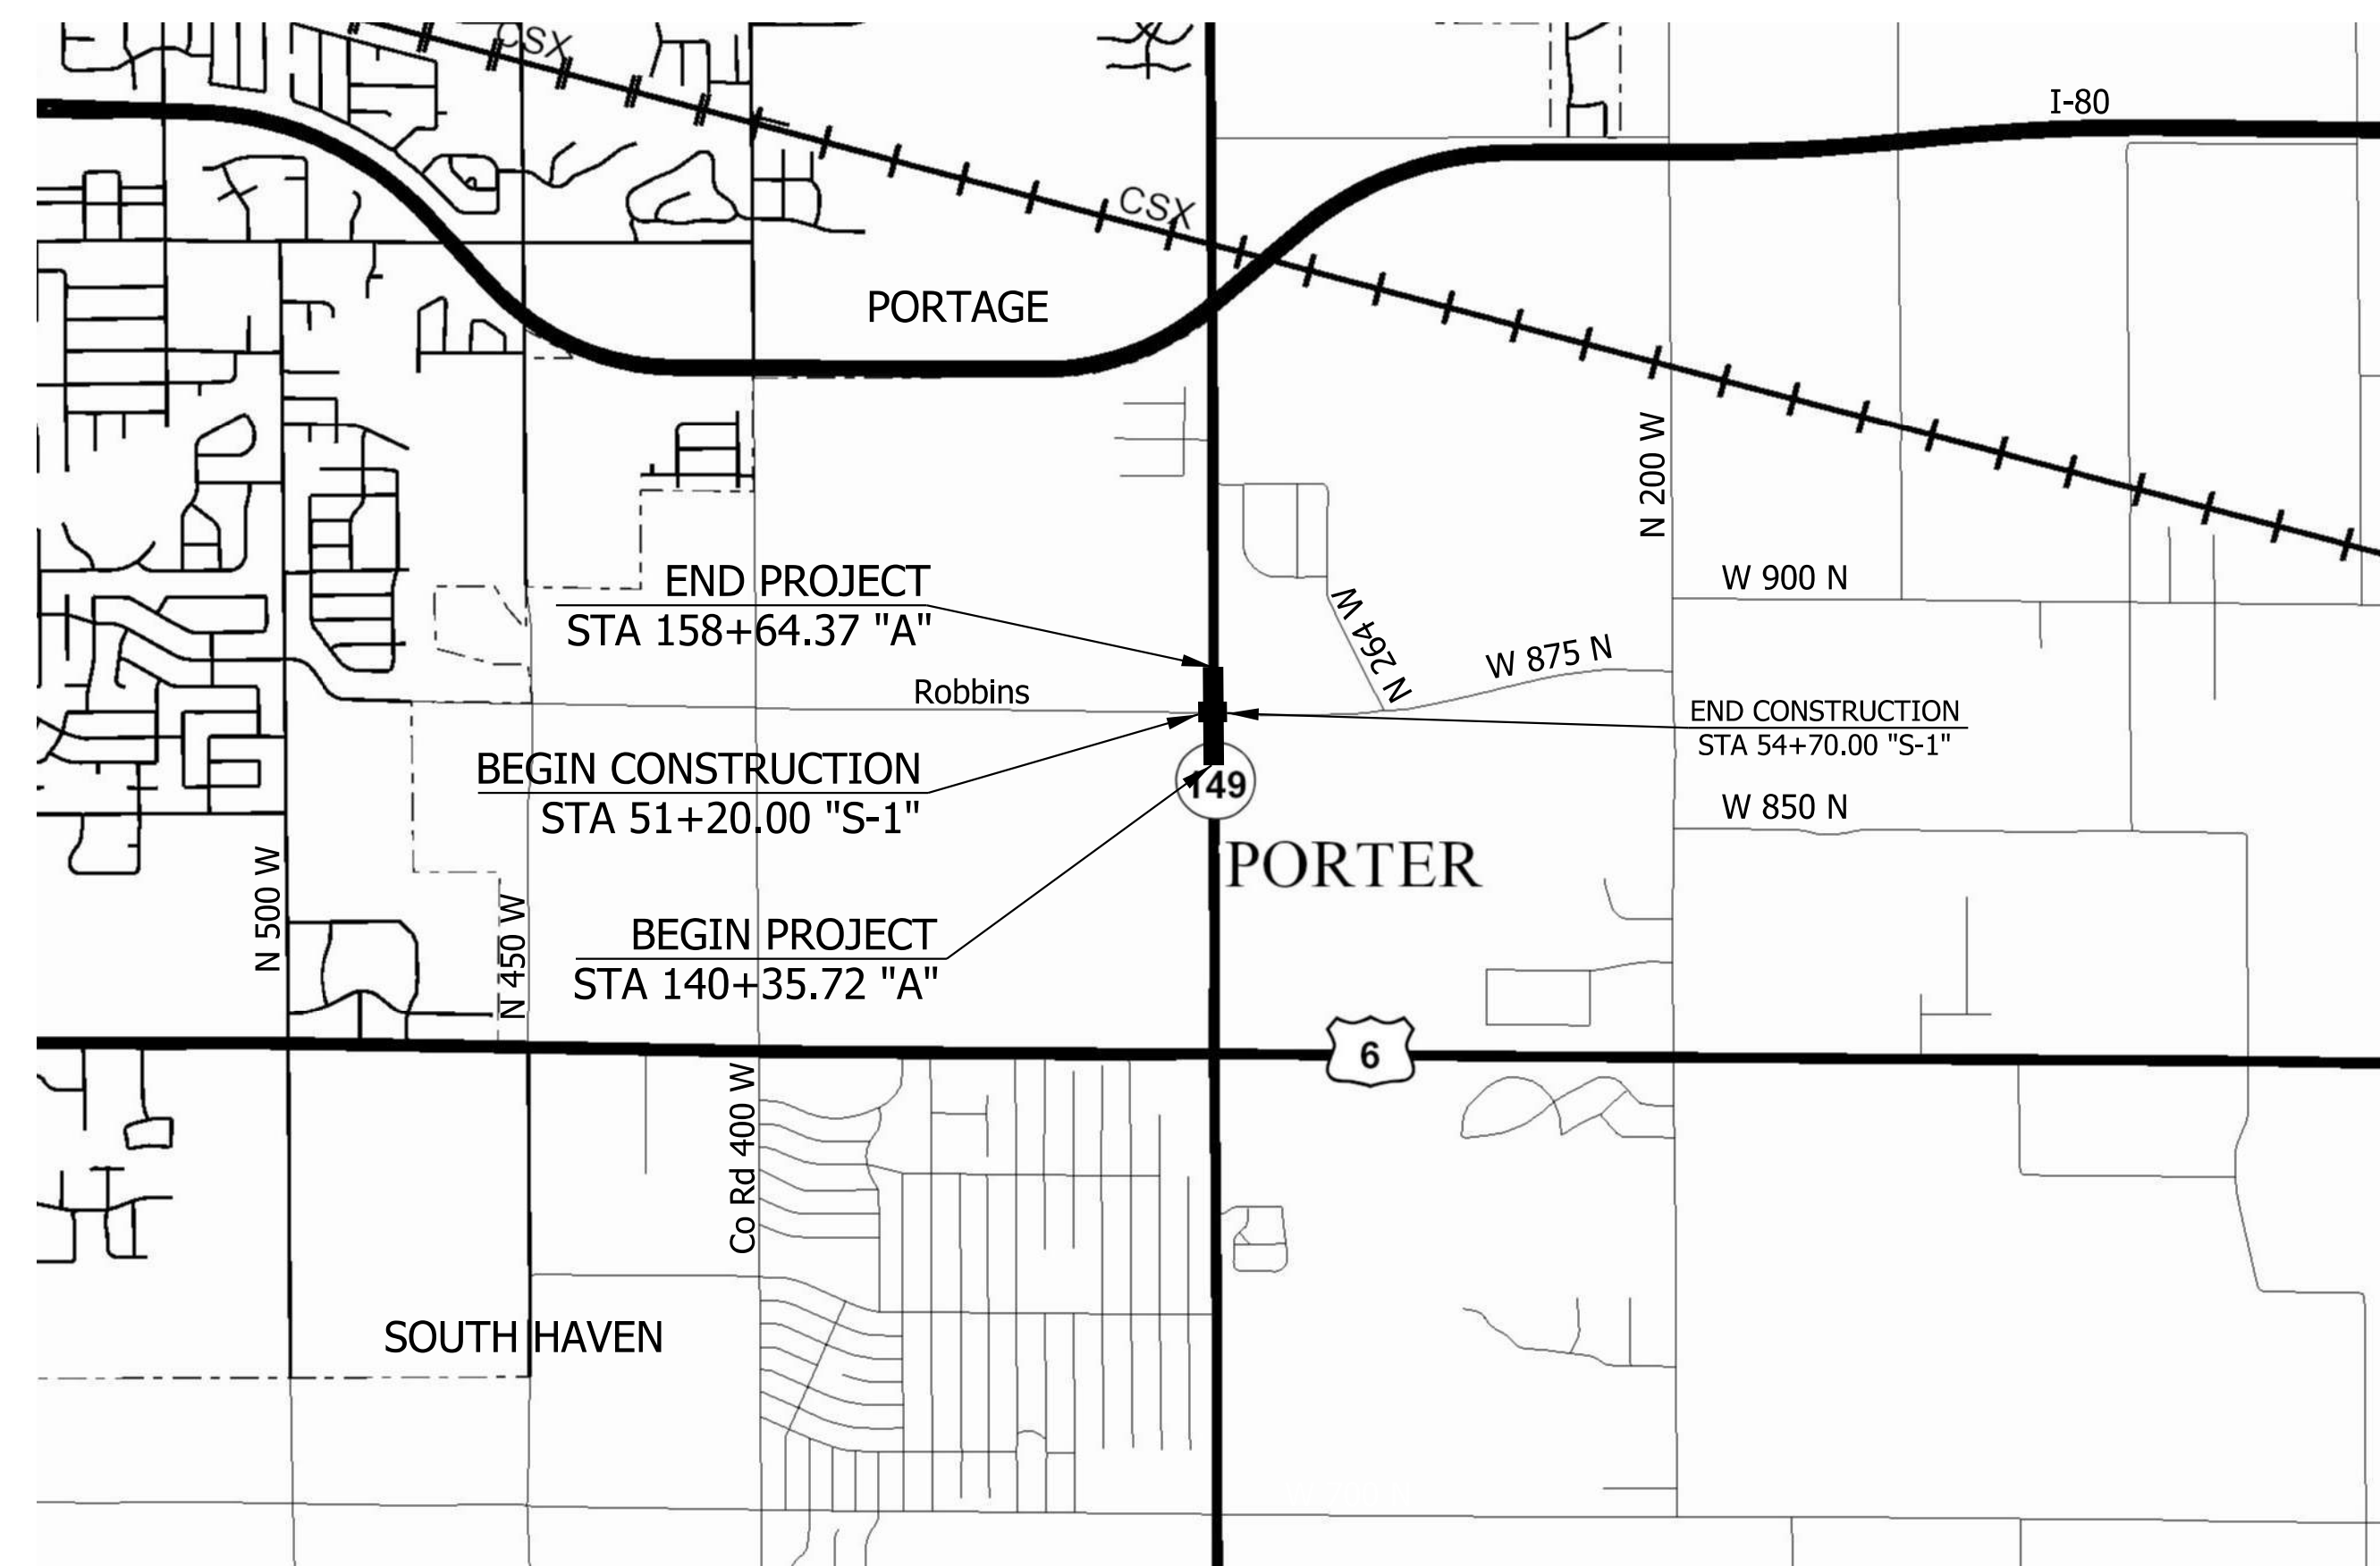 CSX
I-80
CSX
PORTAGE
N 200 W
END PROJECT
STA 158+64.37 "A"
W 900 N
N 264 W
W 875 N
Robbins
END CONSTRUCTION
STA 54+70.00 "S-1"
BEGIN CONSTRUCTION
STA 51+20.00 "S-1"
149
W 850 N
PORTER
N 500 W
N 450 W
BEGIN PROJECT
STA 140+35.72 "A"
6
Co Rd 400 W
SOUTH HAVEN